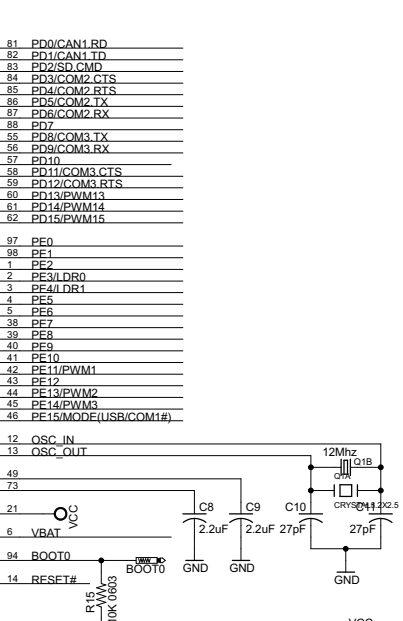 81 PD0/CAN1.RD
82 PD1/CAN1.TD
83 PD2/SD.CMD
84 PD3/COM2.CTS
85 PD4/COM2.RTS
86 PD5/COM2.TX
87 PD6/COM2.RX
88 PD7
55 PD8/COM3.TX
56 PD9/COM3.RX
57 PD10
58 PD11/COM3.CTS
59 PD12/COM3.RTS
60 PD13/PWM13
61 PD14/PWM14
62 PD15/PWM15
97 PE0
98 PE1
1 PE2
2 PE3/LDR0
3 PE4/LDR1
4 PE5
5 PE6
38 PE7
39 PE8
40 PE9
41 PE10
42 PE11/PWM1
43 PE12
44 PE13/PWM2
45 PE14/PWM3
46 PE15/MODE(USB/COM1#)
12 OSC_IN
13 OSC_OUT
12Mhz
Q1B
Q1A
49
73
21
VCC
6 VBAT
C8
2.2uF
C9
2.2uF
C10
27pF
C11
27pF
94 BOOT0
BOOT0
GND
GND
GND
14 RESET#
R15
10K 0603